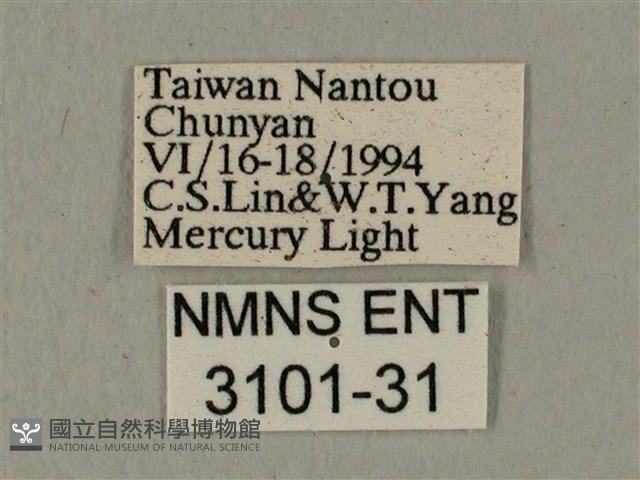 Taiwan Nantou
Chunyan
VI/16-18/1994
C.S.Lin&W.T.Yang
Mercury Light
NMNS ENT
3101-31
國立自然科學博物館
NATIONAL MUSEUM OF NATURAL SCIENCE